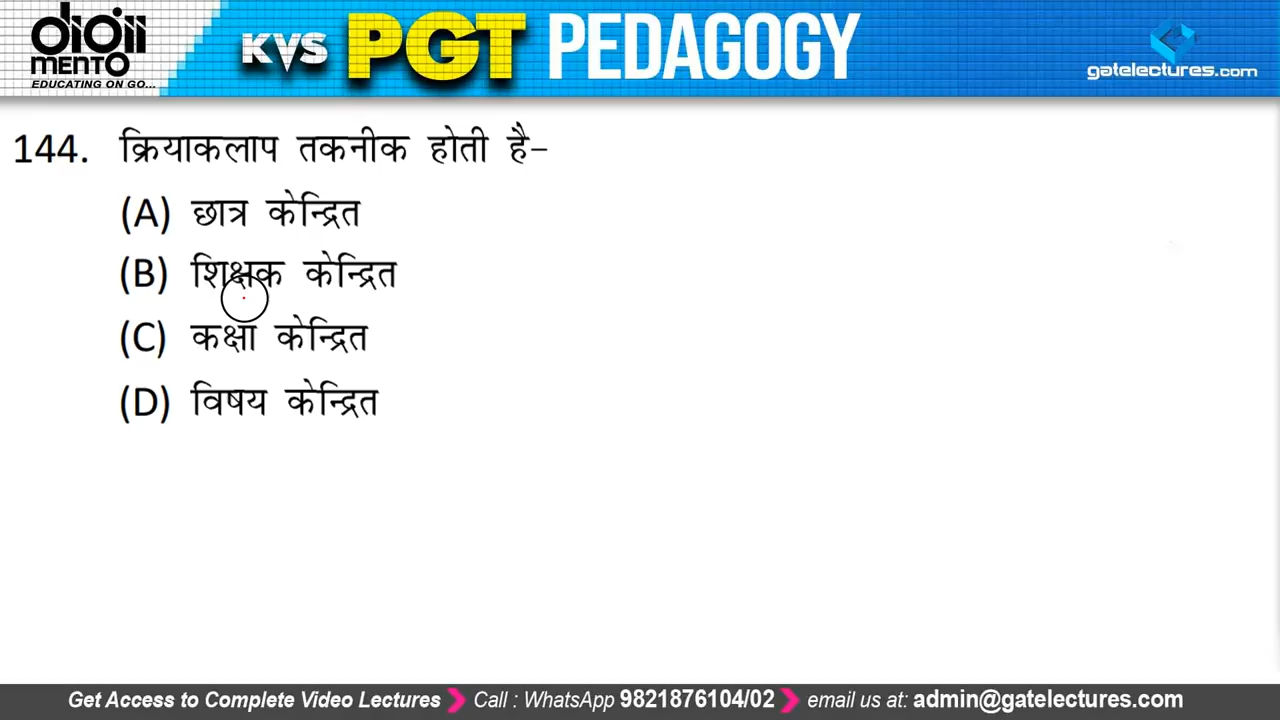 digii
MENTO
EDUCATING ON GO...
KVS PGT PEDAGOGY
gatelectures.com
144. क्रियाकलाप तकनीक होती है–
(A) छात्र केन्द्रित
(B) शिक्षक केन्द्रित
(C) कक्षा केन्द्रित
(D) विषय केन्द्रित
Get Access to Complete Video Lectures Call : WhatsApp 9821876104/02 email us at: admin@gatelectures.com